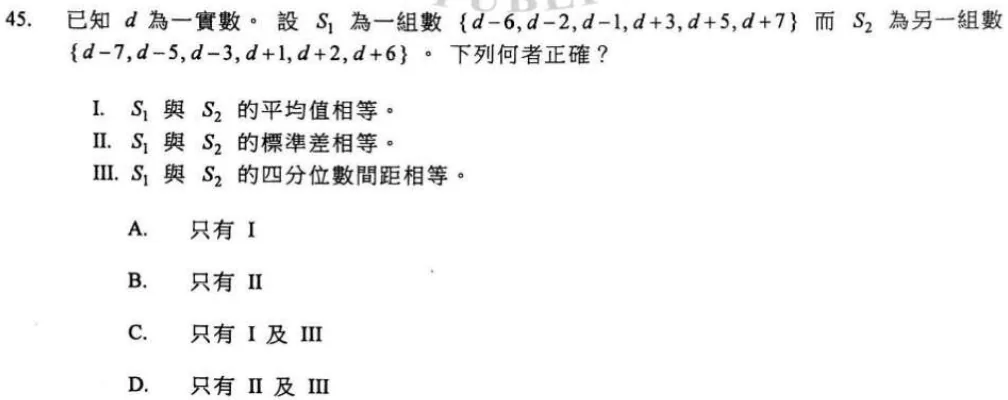 45. 已知 d 為一實數。設 S₁ 為一組數 {d−6, d−2, d−1, d+3, d+5, d+7} 而 S₂ 為另一組數
{d−7, d−5, d−3, d+1, d+2, d+6}。下列何者正確？
I. S₁ 與 S₂ 的平均值相等。
II. S₁ 與 S₂ 的標準差相等。
III. S₁ 與 S₂ 的四分位數間距相等。
A. 只有 I
B. 只有 II
C. 只有 I 及 III
D. 只有 II 及 III